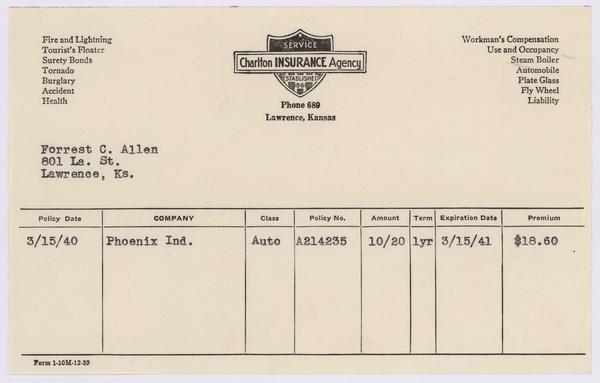 Fire and Lightning
Tourist's Floater
Surety Bonds
Tornado
Burglary
Accident
Health
SERVICE
Charlton INSURANCE Agency
ESTABLISHED
Phone 689
Lawrence, Kansas
Workman's Compensation
Use and Occupancy
Steam Boiler
Automobile
Plate Glass
Fly Wheel
Liability
Forrest C. Allen
801 La. St.
Lawrence, Ks.
Policy Date COMPANY Class Policy No. Amount Term Expiration Date Premium
3/15/40 Phoenix Ind. Auto A214235 10/20 1yr 3/15/41 $18.60
Form 1-10M-12-39